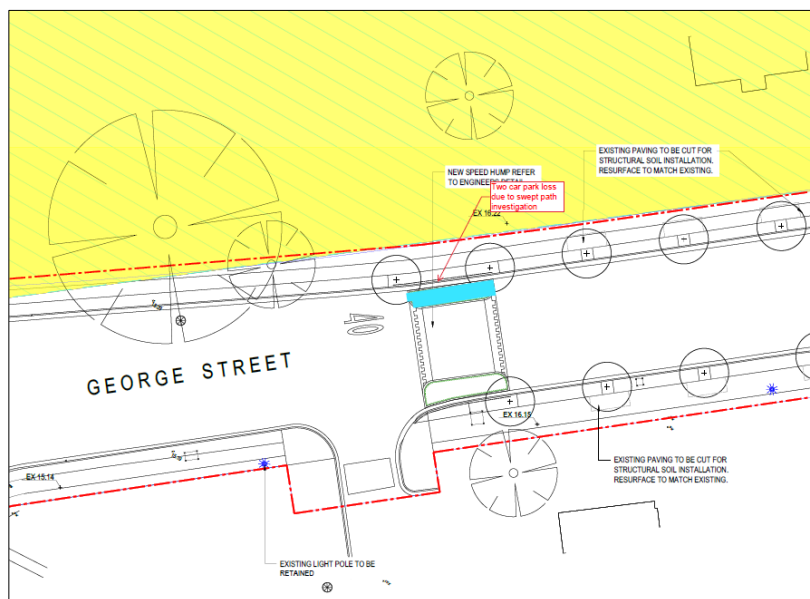 EXISTING PAVING TO BE CUT FOR
STRUCTURAL SOIL INSTALLATION.
RESURFACE TO MATCH EXISTING.
NEW SPEED HUMP REFER
TO ENGINEERS
Two car park loss
due to swept path
investigation
EX 16.22
40
GEORGE STREET
EX 16.15
EX 15.14
EXISTING PAVING TO BE CUT FOR
STRUCTURAL SOIL INSTALLATION.
RESURFACE TO MATCH EXISTING.
EXISTING LIGHT POLE TO BE
RETAINED